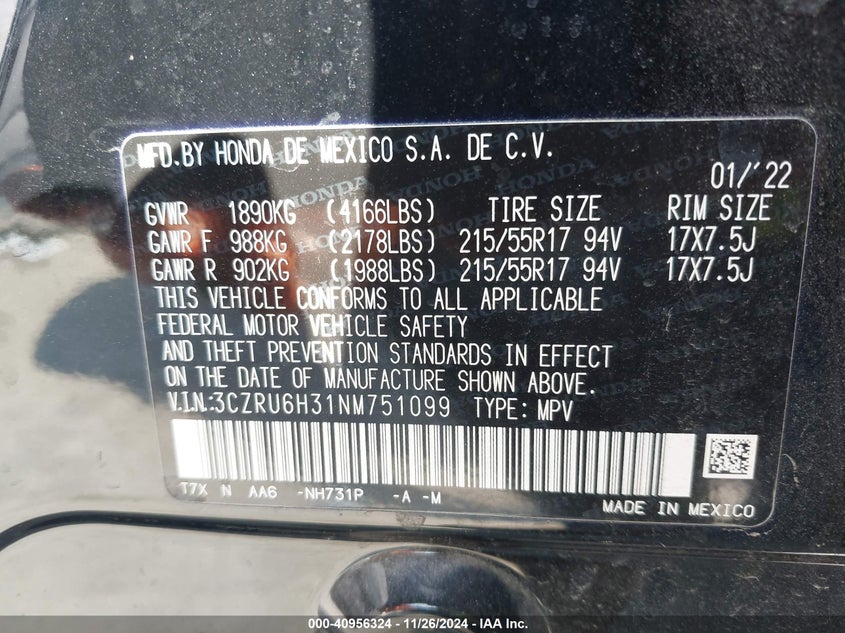 MFD.BY HONDA DE MEXICO S.A. DE C.V.
01/'22
GVWR 1890KG (4166LBS) TIRE SIZE RIM SIZE
GAWR F 988KG (2178LBS) 215/55R17 94V 17X7.5J
GAWR R 902KG (1988LBS) 215/55R17 94V 17X7.5J
THIS VEHICLE CONFORMS TO ALL APPLICABLE
FEDERAL MOTOR VEHICLE SAFETY
AND THEFT PREVENTION STANDARDS IN EFFECT
ON THE DATE OF MANUFACTURE SHOWN ABOVE.
V.I.N.:3CZRU6H31NM751099 TYPE: MPV
T7X N AA6 -NH731P -A -M
MADE IN MEXICO
000-40956324 - 11/26/2024 - IAA Inc.